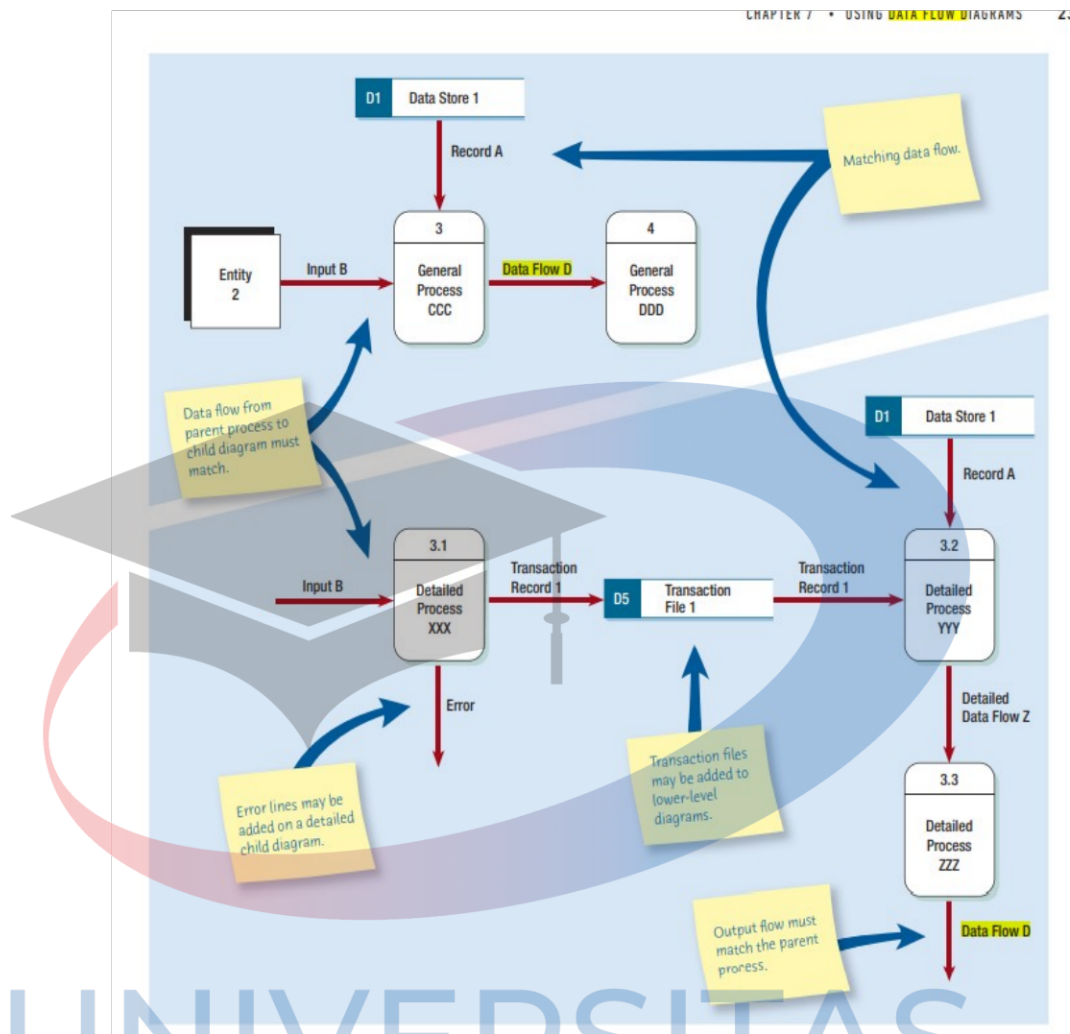 CHAPTER 7 • USING DATA FLOW DIAGRAMS
D1 Data Store 1
Record A
Matching data flow.
3
General
Process
CCC
4
General
Process
DDD
Entity
2
Input B
Data Flow D
Data flow from
parent process to
child diagram must
match.
D1 Data Store 1
Record A
3.1
Detailed
Process
XXX
Input B
Transaction
Record 1
D5 Transaction
File 1
Transaction
Record 1
3.2
Detailed
Process
YYY
Error
Detailed
Data Flow Z
Error lines may be
added on a detailed
child diagram.
Transaction files
may be added to
lower-level
diagrams.
3.3
Detailed
Process
ZZZ
Output flow must
match the parent
process.
Data Flow D
UNIVERSITAS